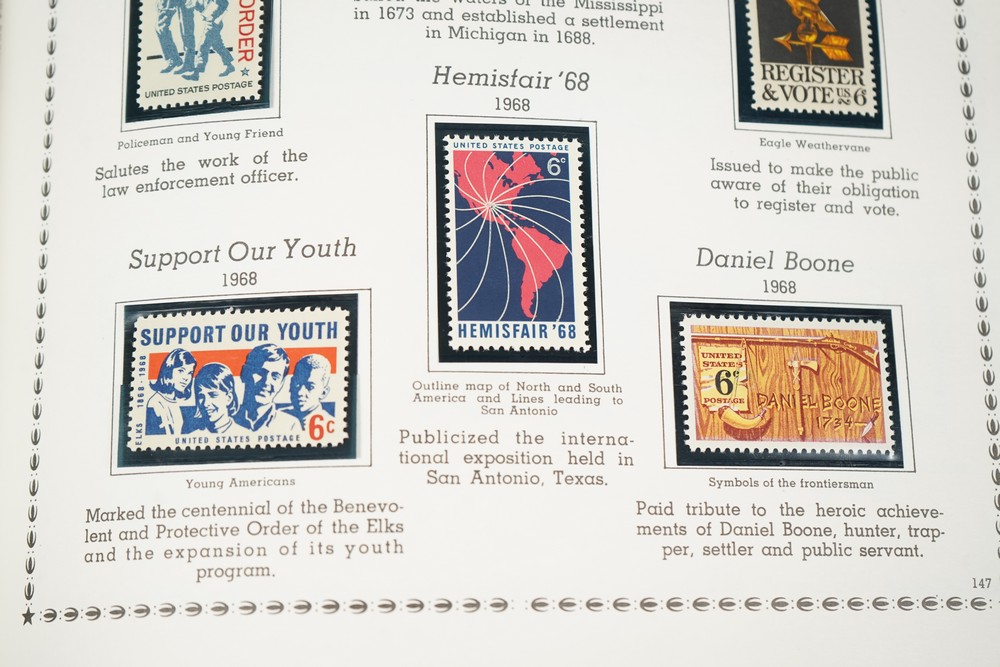 ORDER
UNITED STATES POSTAGE
Policeman and Young Friend
Salutes the work of the
law enforcement officer.
the waters of the Mississippi
in 1673 and established a settlement
in Michigan in 1688.
REGISTER
& VOTE U.S. 6c
Eagle Weathervane
Issued to make the public
aware of their obligation
to register and vote.
Hemisfair '68
1968
UNITED STATES POSTAGE
6c
HEMISFAIR '68
Outline map of North and South
America and Lines leading to
San Antonio
Publicized the interna-
tional exposition held in
San Antonio, Texas.
Support Our Youth
1968
SUPPORT OUR YOUTH
ELKS 1868-1968
UNITED STATES POSTAGE
6c
Young Americans
Marked the centennial of the Benevo-
lent and Protective Order of the Elks
and the expansion of its youth
program.
Daniel Boone
1968
UNITED
STATES
6c
POSTAGE
DANIEL BOONE
1734
Symbols of the frontiersman
Paid tribute to the heroic achieve-
ments of Daniel Boone, hunter, trap-
per, settler and public servant.
147